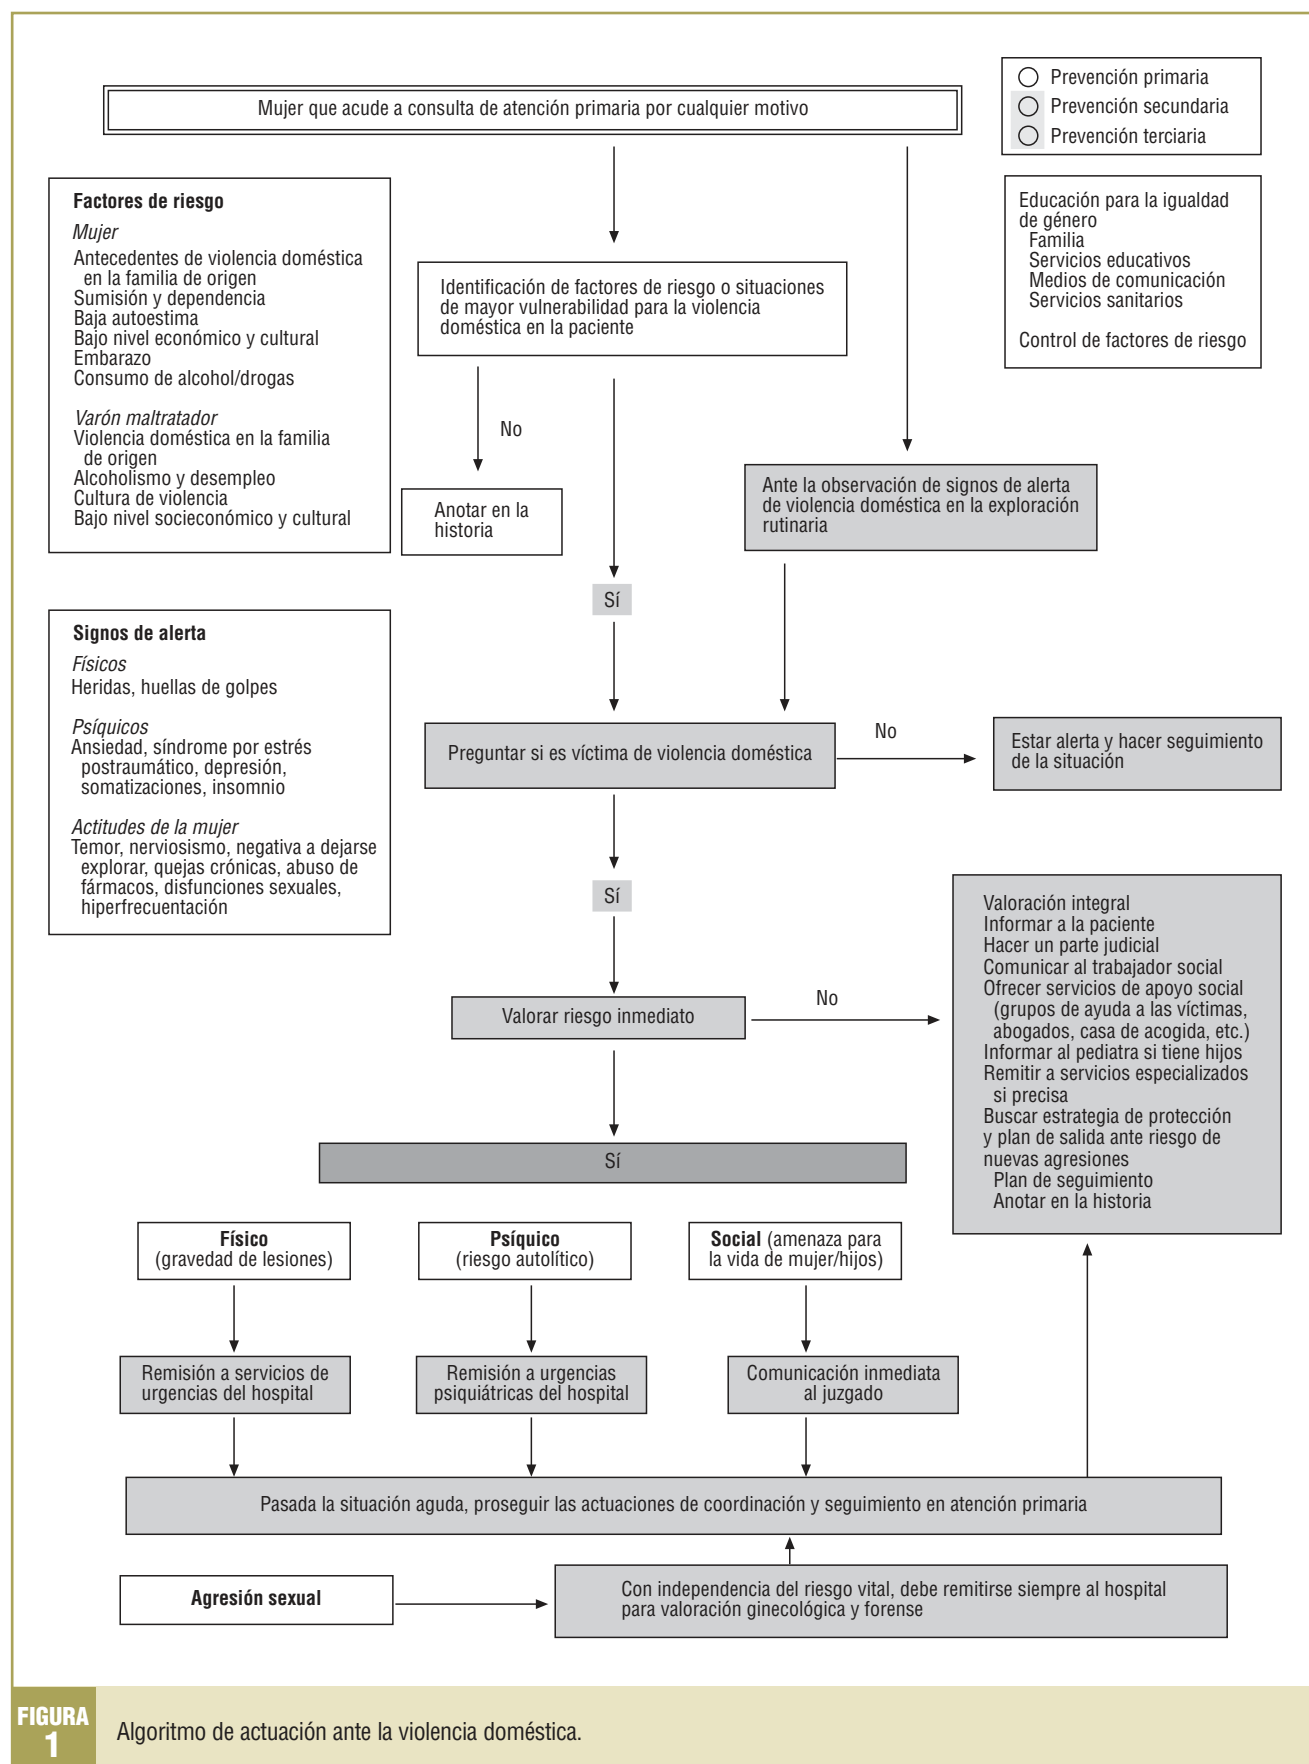 Mujer que acude a consulta de atención primaria por cualquier motivo
Prevención primaria
Prevención secundaria
Prevención terciaria
Educación para la igualdad
de género
Familia
Servicios educativos
Medios de comunicación
Servicios sanitarios
Control de factores de riesgo
Factores de riesgo
Mujer
Antecedentes de violencia doméstica
en la familia de origen
Sumisión y dependencia
Baja autoestima
Bajo nivel económico y cultural
Embarazo
Consumo de alcohol/drogas
Varón maltratador
Violencia doméstica en la familia
de origen
Alcoholismo y desempleo
Cultura de violencia
Bajo nivel socioeconómico y cultural
Identificación de factores de riesgo o situaciones
de mayor vulnerabilidad para la violencia
doméstica en la paciente
No
Anotar en la
historia
Ante la observación de signos de alerta
de violencia doméstica en la exploración
rutinaria
Sí
Signos de alerta
Físicos
Heridas, huellas de golpes
Psíquicos
Ansiedad, síndrome por estrés
postraumático, depresión,
somatizaciones, insomnio
Actitudes de la mujer
Temor, nerviosismo, negativa a dejarse
explorar, quejas crónicas, abuso de
fármacos, disfunciones sexuales,
hiperfrecuentación
Preguntar si es víctima de violencia doméstica
No
Estar alerta y hacer seguimiento
de la situación
Sí
Valorar riesgo inmediato
No
Valoración integral
Informar a la paciente
Hacer un parte judicial
Comunicar al trabajador social
Ofrecer servicios de apoyo social
(grupos de ayuda a las víctimas,
abogados, casa de acogida, etc.)
Informar al pediatra si tiene hijos
Remitir a servicios especializados
si precisa
Buscar estrategia de protección
y plan de salida ante riesgo de
nuevas agresiones
Plan de seguimiento
Anotar en la historia
Sí
Físico
(gravedad de lesiones)
Psíquico
(riesgo autolítico)
Social (amenaza para
la vida de mujer/hijos)
Remisión a servicios de
urgencias del hospital
Remisión a urgencias
psiquiátricas del hospital
Comunicación inmediata
al juzgado
Pasada la situación aguda, proseguir las actuaciones de coordinación y seguimiento en atención primaria
Agresión sexual
Con independencia del riesgo vital, debe remitirse siempre al hospital
para valoración ginecológica y forense
FIGURA
1
Algoritmo de actuación ante la violencia doméstica.